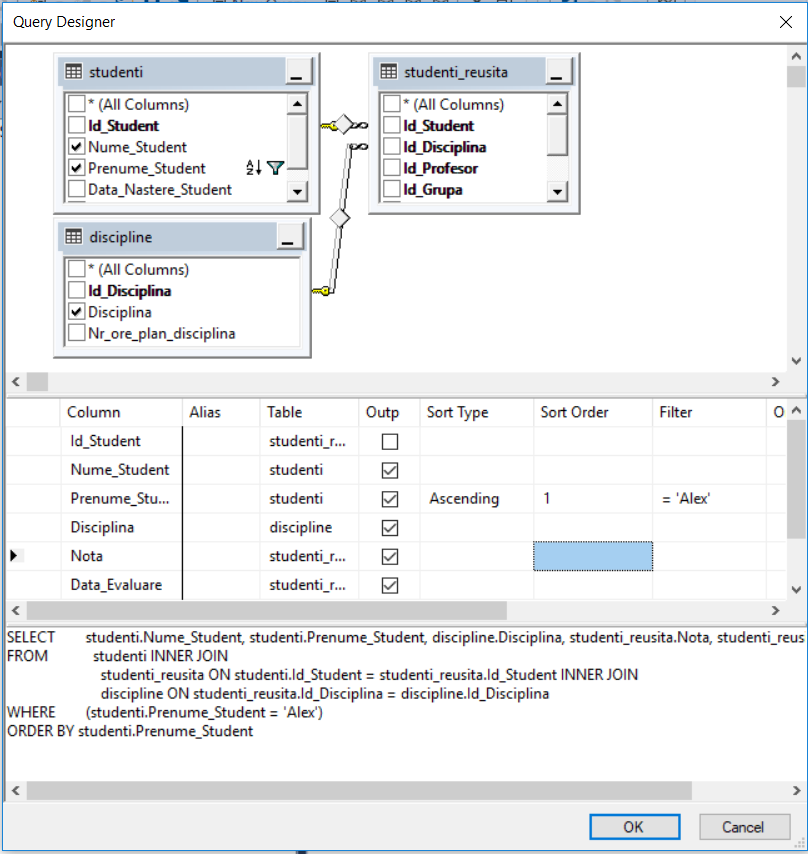 Query Designer
studenti
* (All Columns)
Id_Student
Nume_Student
Prenume_Student
Data_Nastere_Student
studenti_reusita
* (All Columns)
Id_Student
Id_Disciplina
Id_Profesor
Id_Grupa
discipline
* (All Columns)
Id_Disciplina
Disciplina
Nr_ore_plan_disciplina
Column Alias Table Outp Sort Type Sort Order Filter O
Id_Student studenti_r...
Nume_Student studenti
Prenume_Stu... studenti Ascending 1 = 'Alex'
Disciplina discipline
Nota studenti_r...
Data_Evaluare studenti_r...
SELECT studenti.Nume_Student, studenti.Prenume_Student, discipline.Disciplina, studenti_reusita.Nota, studenti_reus
FROM studenti INNER JOIN
studenti_reusita ON studenti.Id_Student = studenti_reusita.Id_Student INNER JOIN
discipline ON studenti_reusita.Id_Disciplina = discipline.Id_Disciplina
WHERE (studenti.Prenume_Student = 'Alex')
ORDER BY studenti.Prenume_Student
OK Cancel